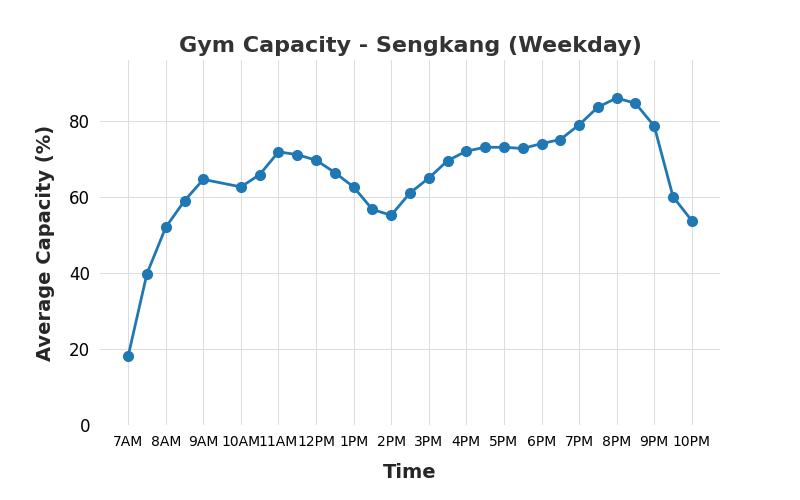 Gym Capacity - Sengkang (Weekday)
Average Capacity (%)
80
60
40
20
0
7AM 8AM 9AM 10AM 11AM 12PM 1PM 2PM 3PM 4PM 5PM 6PM 7PM 8PM 9PM 10PM
Time